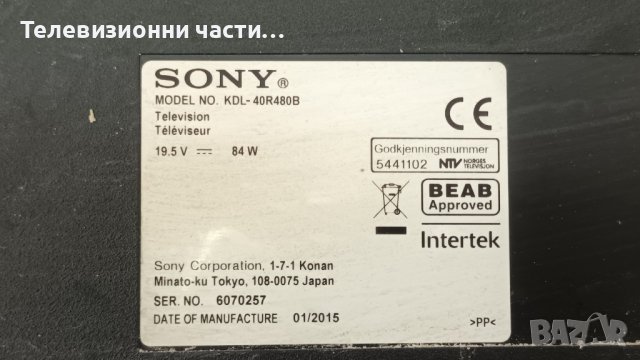 Телевизионни части...
SONY®
MODEL NO. KDL-40R480B
Television
Téléviseur
19.5 V ⎓ 84 W
CE
Godkjenningsnummer
5441102 NTV NORGES TELEVISJON
BEAB
Approved
Intertek
Sony Corporation, 1-7-1 Konan
Minato-ku Tokyo, 108-0075 Japan
SER. NO. 6070257
DATE OF MANUFACTURE 01/2015
>PP<
BAZAR